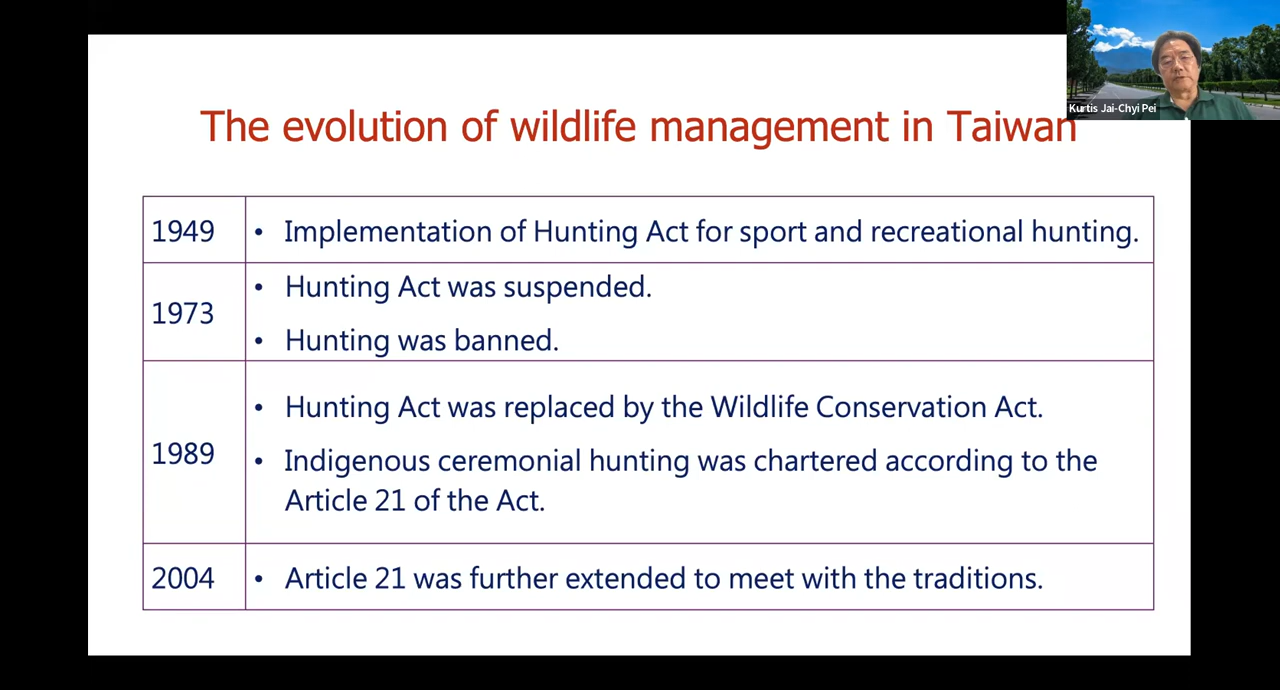 Kurtis Jai-Chyi Pei
The evolution of wildlife management in Taiwan
1949
• Implementation of Hunting Act for sport and recreational hunting.
1973
• Hunting Act was suspended.
• Hunting was banned.
1989
• Hunting Act was replaced by the Wildlife Conservation Act.
• Indigenous ceremonial hunting was chartered according to the
Article 21 of the Act.
2004
• Article 21 was further extended to meet with the traditions.